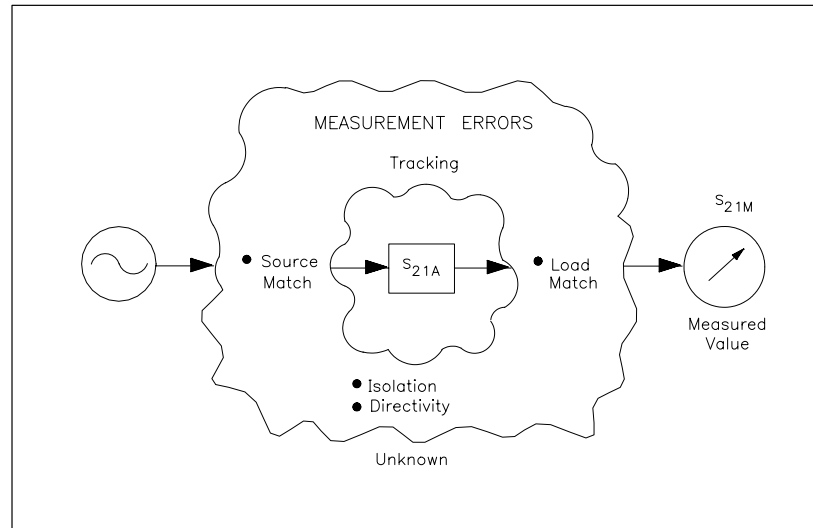 MEASUREMENT ERRORS
Tracking
S21M
● Source
Match
S21A
● Load
Match
Measured
Value
● Isolation
● Directivity
Unknown